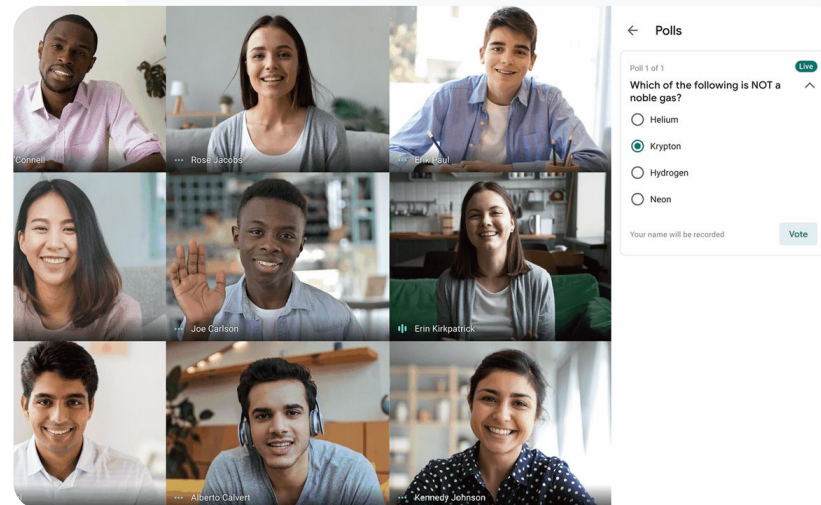 Connell
Rose Jacobs
Erik Paul
Joe Carlson
Erin Kirkpatrick
Alberto Calvert
Kennedy Johnson
Polls
Poll 1 of 1
Live
Which of the following is NOT a
noble gas?
Helium
Krypton
Hydrogen
Neon
Your name will be recorded
Vote